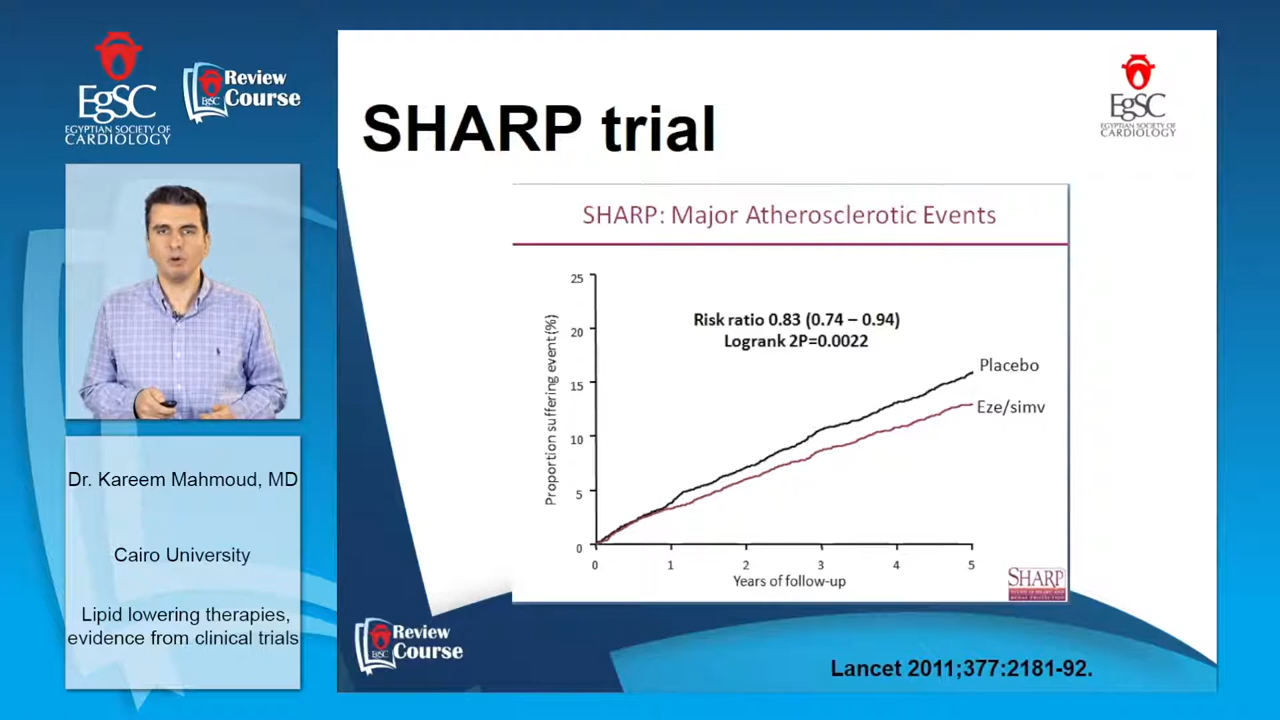 EgSC
EGYPTIAN SOCIETY OF
CARDIOLOGY
EgSC
Review
Course
Dr. Kareem Mahmoud, MD
Cairo University
Lipid lowering therapies,
evidence from clinical trials
SHARP trial
EgSC
EGYPTIAN SOCIETY OF
CARDIOLOGY
SHARP: Major Atherosclerotic Events
Proportion suffering event(%)
25
20
15
10
5
0
Risk ratio 0.83 (0.74 – 0.94)
Logrank 2P=0.0022
Placebo
Eze/simv
0 1 2 3 4 5
Years of follow-up
SHARP
EgSC
Review
Course
Lancet 2011;377:2181-92.